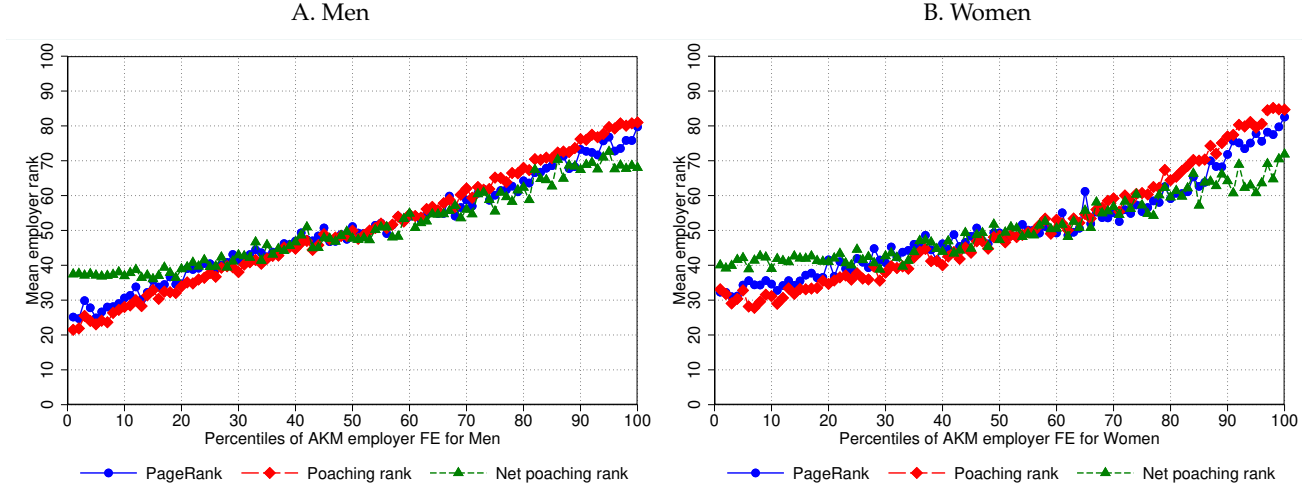 A. Men
Mean employer rank
0 10 20 30 40 50 60 70 80 90 100
0 10 20 30 40 50 60 70 80 90 100
Percentiles of AKM employer FE for Men
PageRank Poaching rank Net poaching rank
B. Women
Mean employer rank
0 10 20 30 40 50 60 70 80 90 100
0 10 20 30 40 50 60 70 80 90 100
Percentiles of AKM employer FE for Women
PageRank Poaching rank Net poaching rank